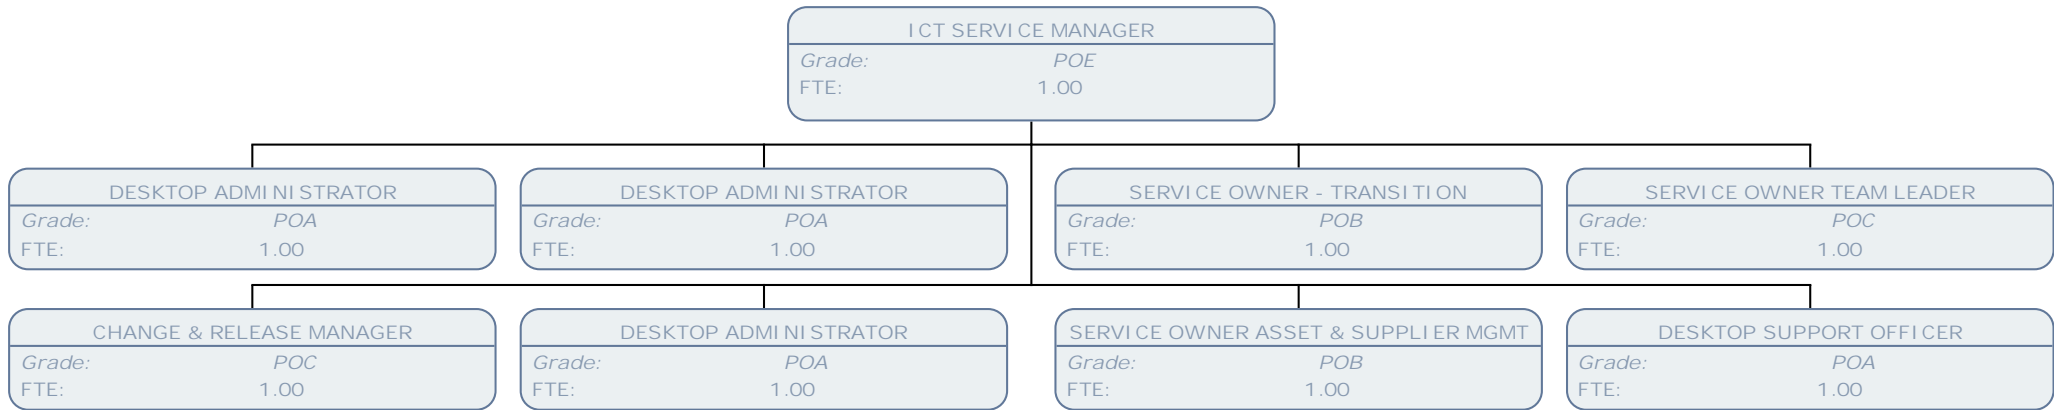 ICT SERVICE MANAGER
Grade: POE
FTE: 1.00
DESKTOP ADMINISTRATOR
Grade: POA
FTE: 1.00
DESKTOP ADMINISTRATOR
Grade: POA
FTE: 1.00
SERVICE OWNER - TRANSITION
Grade: POB
FTE: 1.00
SERVICE OWNER TEAM LEADER
Grade: POC
FTE: 1.00
CHANGE & RELEASE MANAGER
Grade: POC
FTE: 1.00
DESKTOP ADMINISTRATOR
Grade: POA
FTE: 1.00
SERVICE OWNER ASSET & SUPPLIER MGMT
Grade: POB
FTE: 1.00
DESKTOP SUPPORT OFFICER
Grade: POA
FTE: 1.00